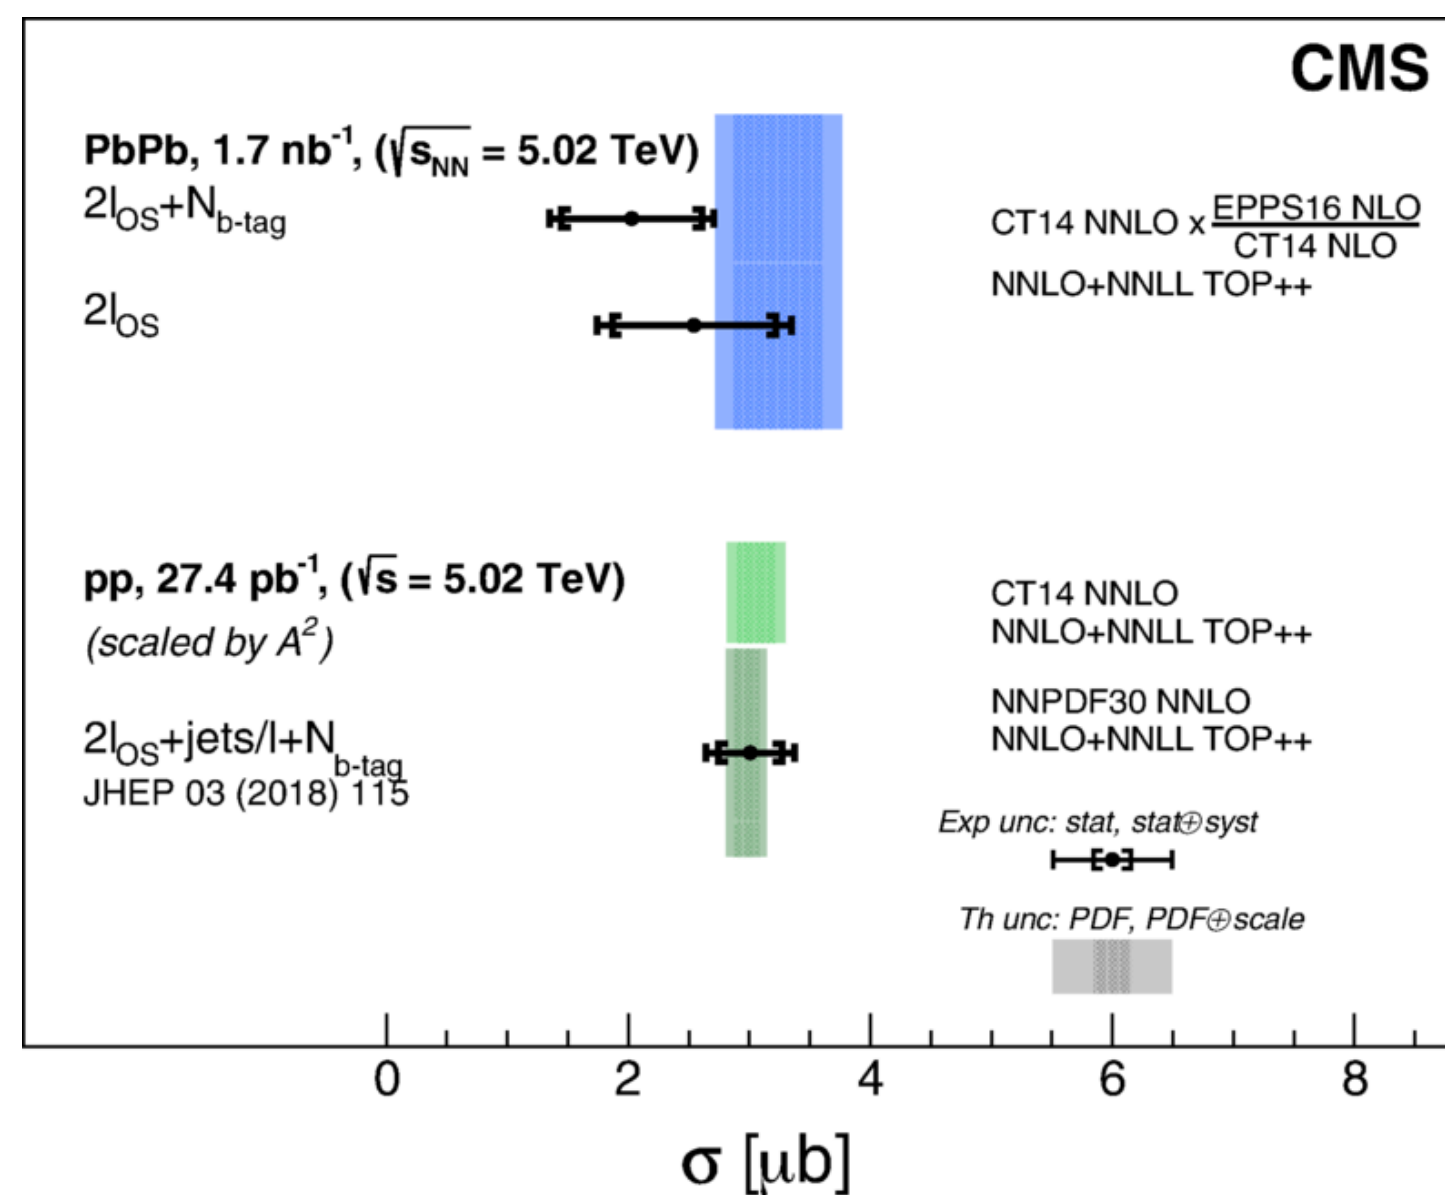 CMS
PbPb, 1.7 nb⁻¹, (√sNN = 5.02 TeV)
2lOS+Nb-tag
CT14 NNLO x EPPS16 NLO
CT14 NLO
NNLO+NNLL TOP++
2lOS
pp, 27.4 pb⁻¹, (√s = 5.02 TeV)
(scaled by A²)
CT14 NNLO
NNLO+NNLL TOP++
NNPDF30 NNLO
NNLO+NNLL TOP++
2lOS+jets/l+Nb-tag
JHEP 03 (2018) 115
Exp unc: stat, stat⊕syst
Th unc: PDF, PDF⊕scale
0 2 4 6 8
σ [μb]